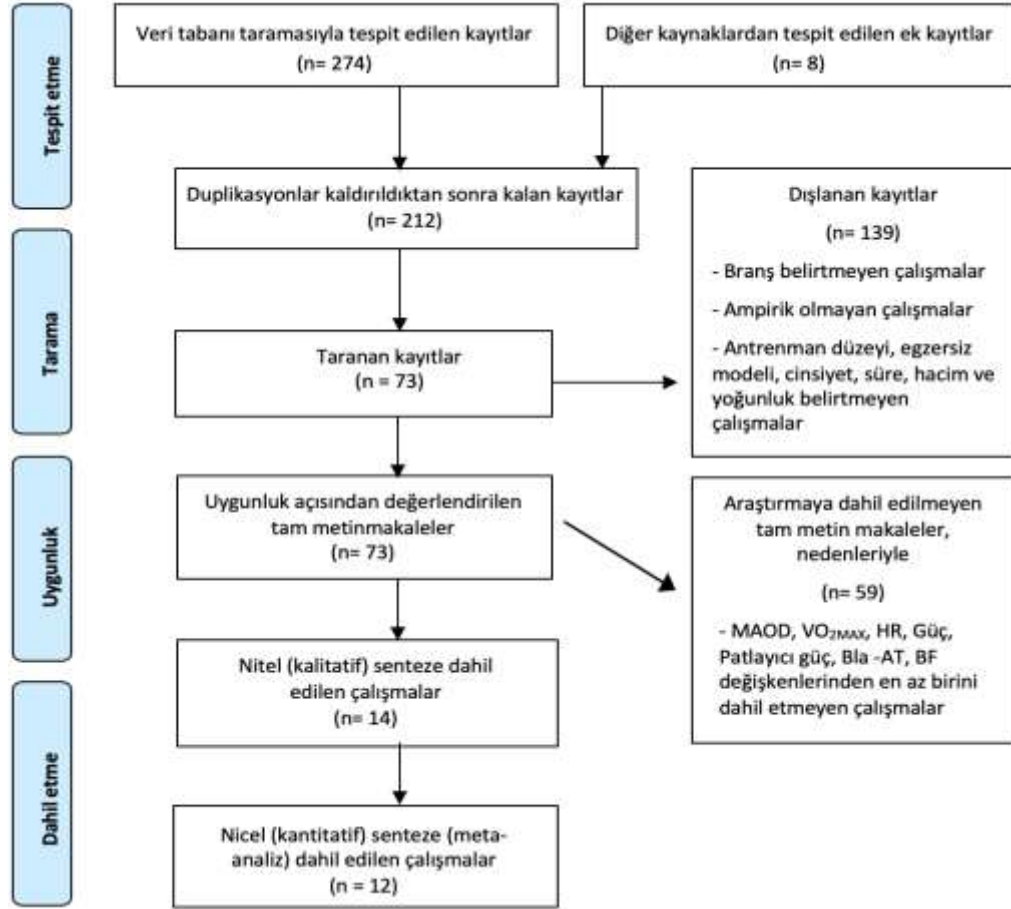 Veri tabanı taramasıyla tespit edilen kayıtlar
(n= 274)
Diğer kaynaklardan tespit edilen ek kayıtlar
(n= 8)
Tespit etme
Duplikasyonlar kaldırıldıktan sonra kalan kayıtlar
(n= 212)
Dışlanan kayıtlar
(n= 139)
- Branş belirtmeyen çalışmalar
- Ampirik olmayan çalışmalar
- Antrenman düzeyi, egzersiz
modeli, cinsiyet, süre, hacim ve
yoğunluk belirtmeyen
çalışmalar
Tarama
Taranan kayıtlar
(n = 73)
Uygunluk
Uygunluk açısından değerlendirilen
tam metinmakaleler
(n= 73)
Araştırmaya dahil edilmeyen
tam metin makaleler,
nedenleriyle
(n= 59)
- MAOD, VO2MAX, HR, Güç,
Patlayıcı güç, Bla -AT, BF
değişkenlerinden en az birini
dahil etmeyen çalışmalar
Nitel (kalitatif) senteze dahil
edilen çalışmalar
(n= 14)
Dahil etme
Nicel (kantitatif) senteze (meta-
analiz) dahil edilen çalışmalar
(n = 12)